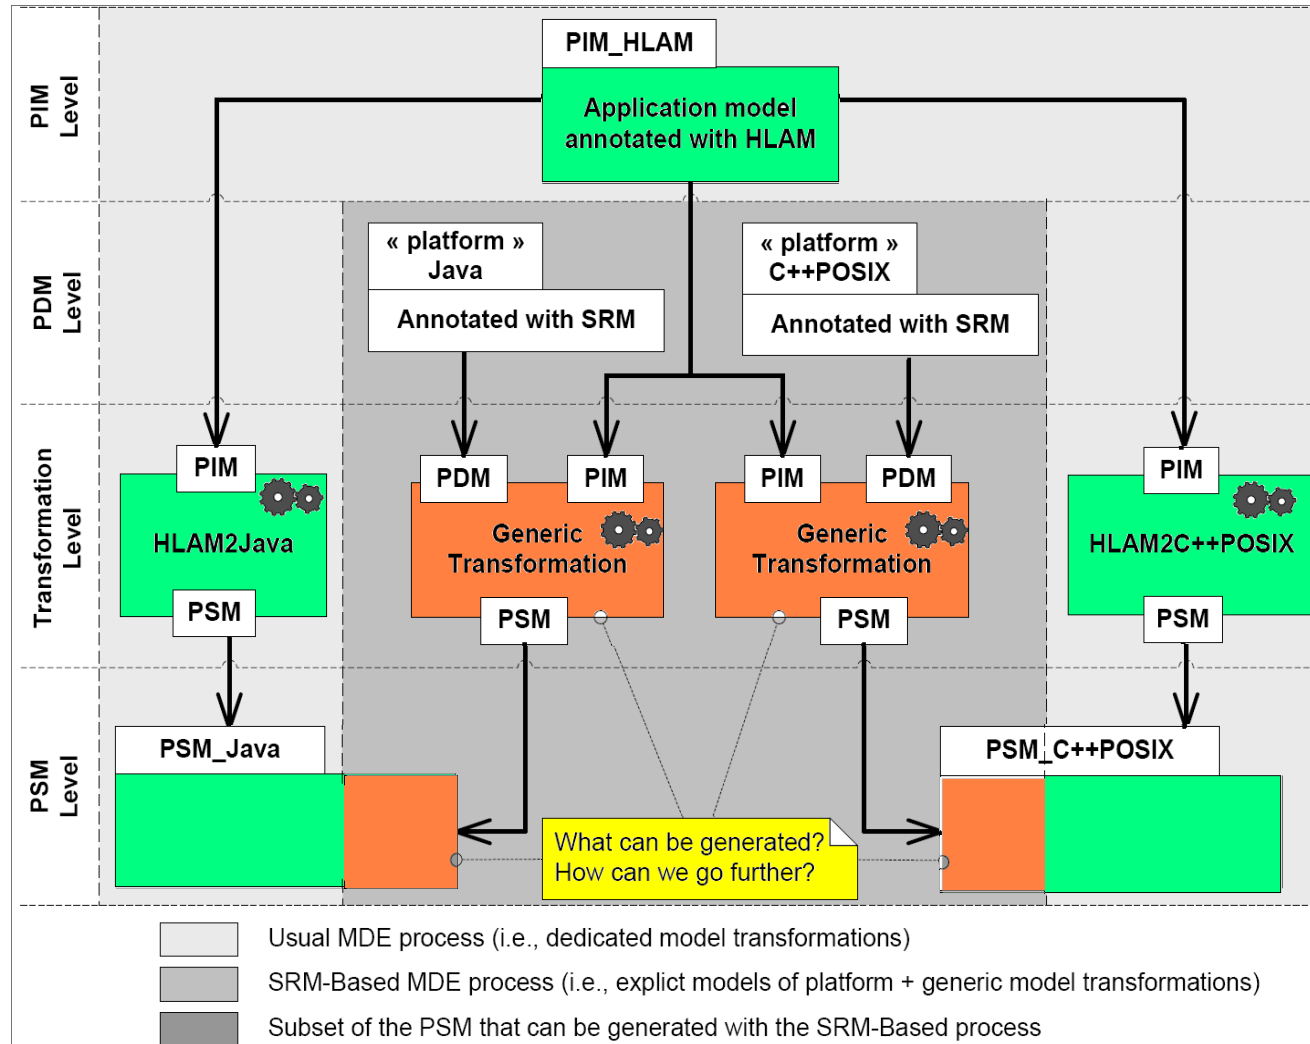 PIM
Level
PIM_HLAM
Application model
annotated with HLAM
PDM
Level
« platform »
Java
Annotated with SRM
« platform »
C++POSIX
Annotated with SRM
Transformation
Level
PIM
HLAM2Java
PSM
PDM
PIM
Generic
Transformation
PSM
PIM
PDM
Generic
Transformation
PSM
PIM
HLAM2C++POSIX
PSM
PSM
Level
PSM_Java
PSM_C++POSIX
What can be generated?
How can we go further?
Usual MDE process (i.e., dedicated model transformations)
SRM-Based MDE process (i.e., explict models of platform + generic model transformations)
Subset of the PSM that can be generated with the SRM-Based process